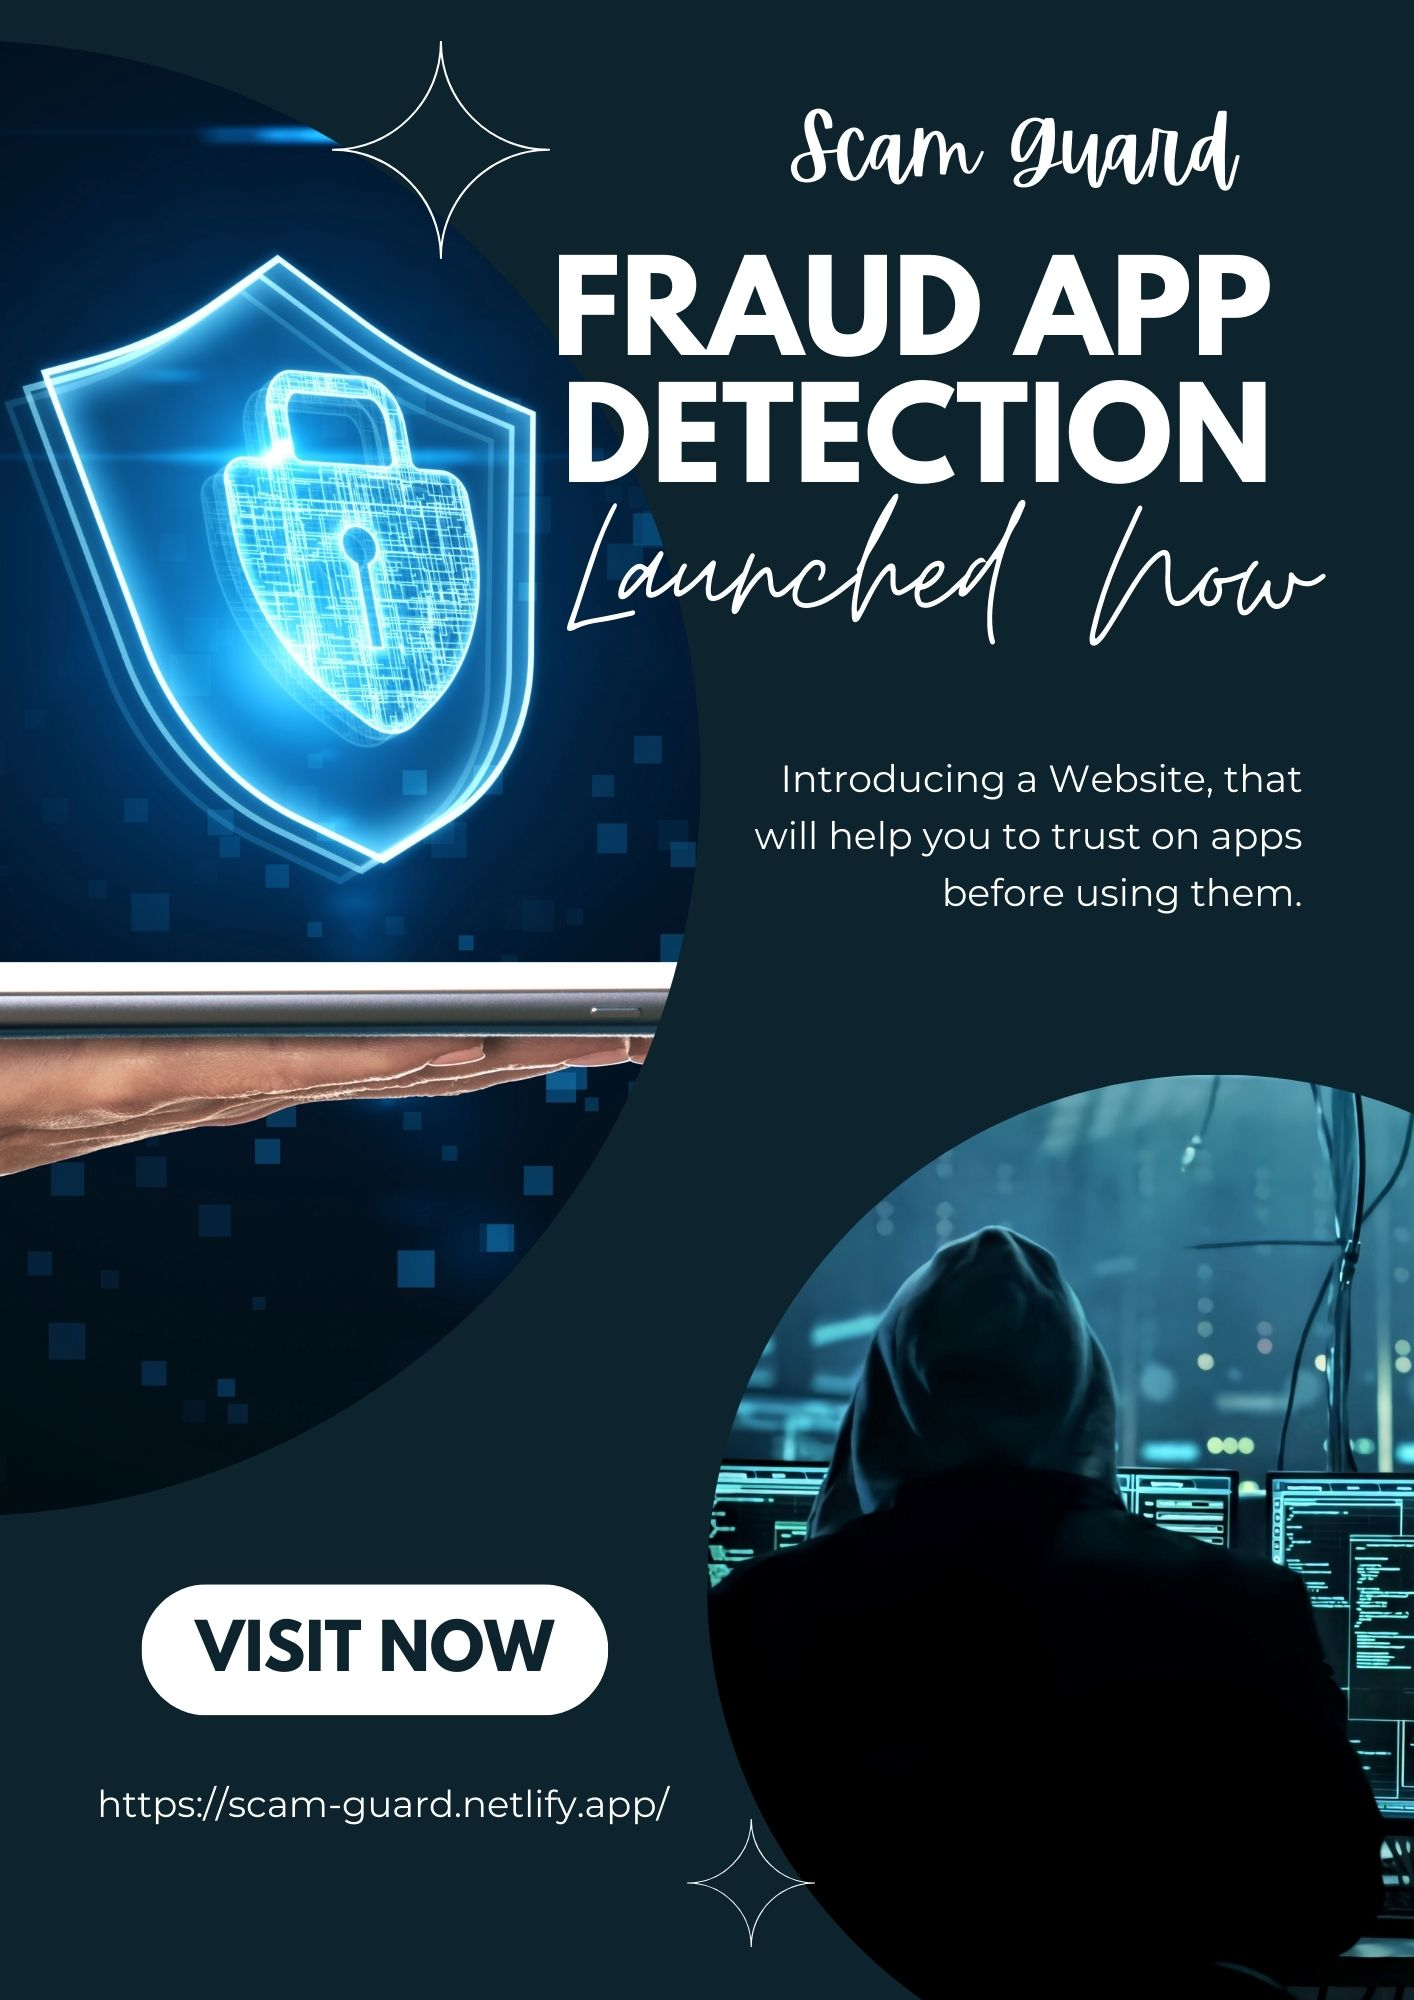 Scam Guard
FRAUD APP
DETECTION
Launched Now
Introducing a Website, that
will help you to trust on apps
before using them.
VISIT NOW
https://scam-guard.netlify.app/